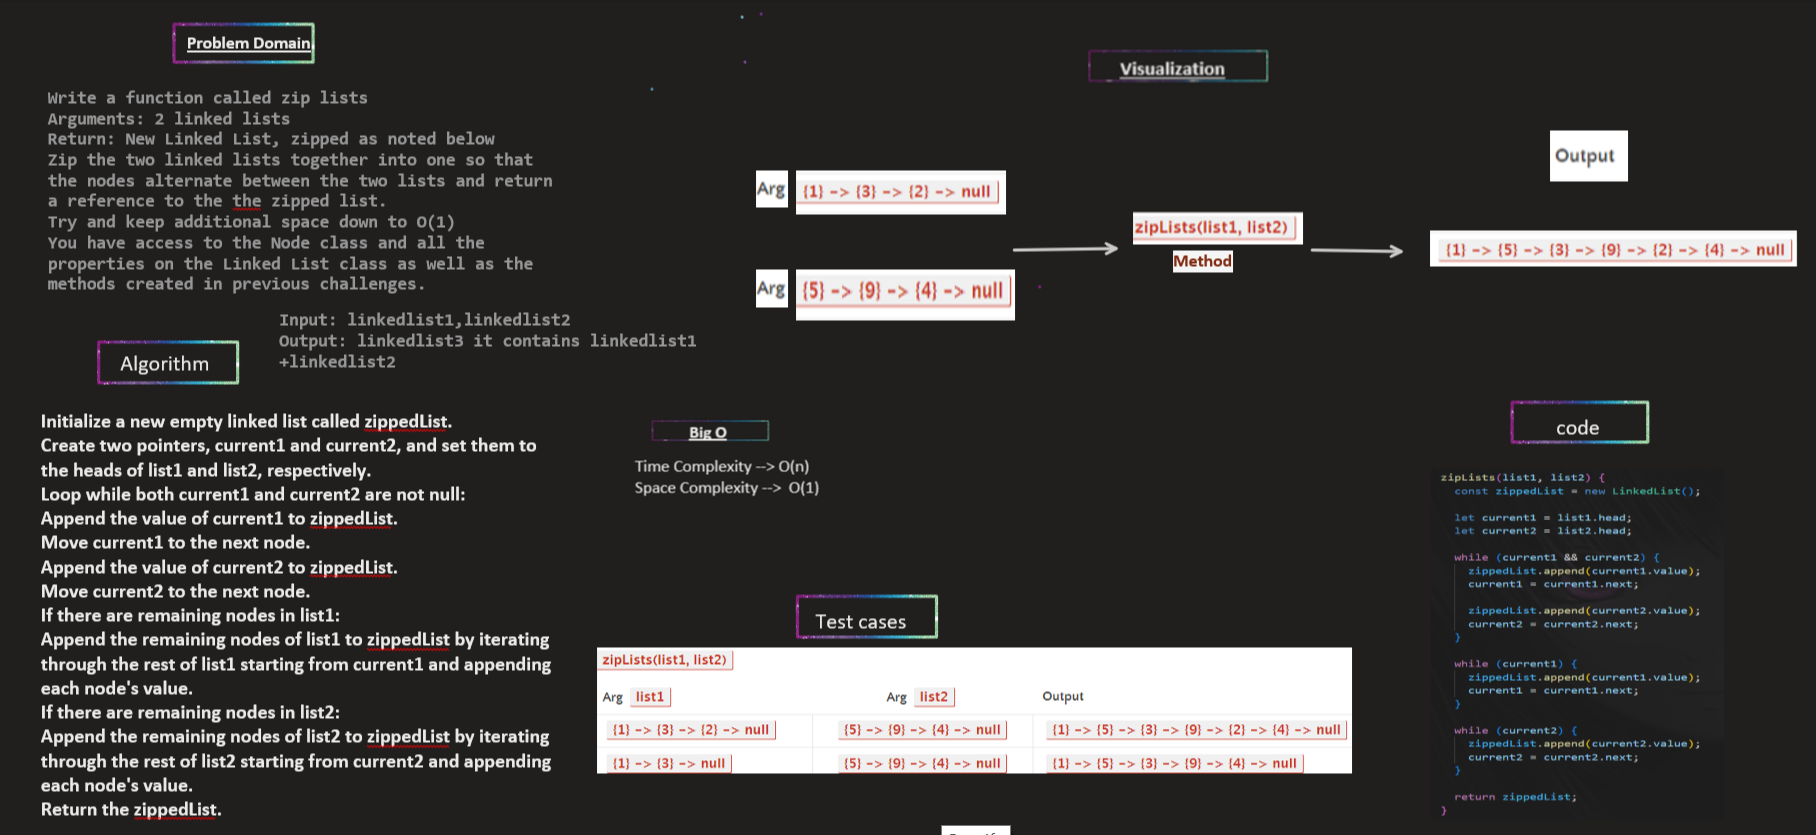 Problem Domain
Write a function called zip lists
Arguments: 2 linked lists
Return: New Linked List, zipped as noted below
Zip the two linked lists together into one so that
the nodes alternate between the two lists and return
a reference to the the zipped list.
Try and keep additional space down to O(1)
You have access to the Node class and all the
properties on the Linked List class as well as the
methods created in previous challenges.
Input: linkedlist1,linkedlist2
Output: linkedlist3 it contains linkedlist1
+linkedlist2
Algorithm
Initialize a new empty linked list called zippedList.
Create two pointers, current1 and current2, and set them to
the heads of list1 and list2, respectively.
Loop while both current1 and current2 are not null:
Append the value of current1 to zippedList.
Move current1 to the next node.
Append the value of current2 to zippedList.
Move current2 to the next node.
If there are remaining nodes in list1:
Append the remaining nodes of list1 to zippedList by iterating
through the rest of list1 starting from current1 and appending
each node's value.
If there are remaining nodes in list2:
Append the remaining nodes of list2 to zippedList by iterating
through the rest of list2 starting from current2 and appending
each node's value.
Return the zippedList.
Visualization
Arg {1} -> {3} -> {2} -> null
Arg {5} -> {9} -> {4} -> null
zipLists(list1, list2)
Method
Output
{1} -> {5} -> {3} -> {9} -> {2} -> {4} -> null
Big O
Time Complexity --> O(n)
Space Complexity --> O(1)
Test cases
zipLists(list1, list2)
Arg list1 Arg list2 Output
{1} -> {3} -> {2} -> null {5} -> {9} -> {4} -> null {1} -> {5} -> {3} -> {9} -> {2} -> {4} -> null
{1} -> {3} -> null {5} -> {9} -> {4} -> null {1} -> {5} -> {3} -> {9} -> {4} -> null
code
zipLists(list1, list2) {
const zippedList = new LinkedList();
let current1 = list1.head;
let current2 = list2.head;
while (current1 && current2) {
zippedList.append(current1.value);
current1 = current1.next;
zippedList.append(current2.value);
current2 = current2.next;
}
while (current1) {
zippedList.append(current1.value);
current1 = current1.next;
}
while (current2) {
zippedList.append(current2.value);
current2 = current2.next;
}
return zippedList;
}